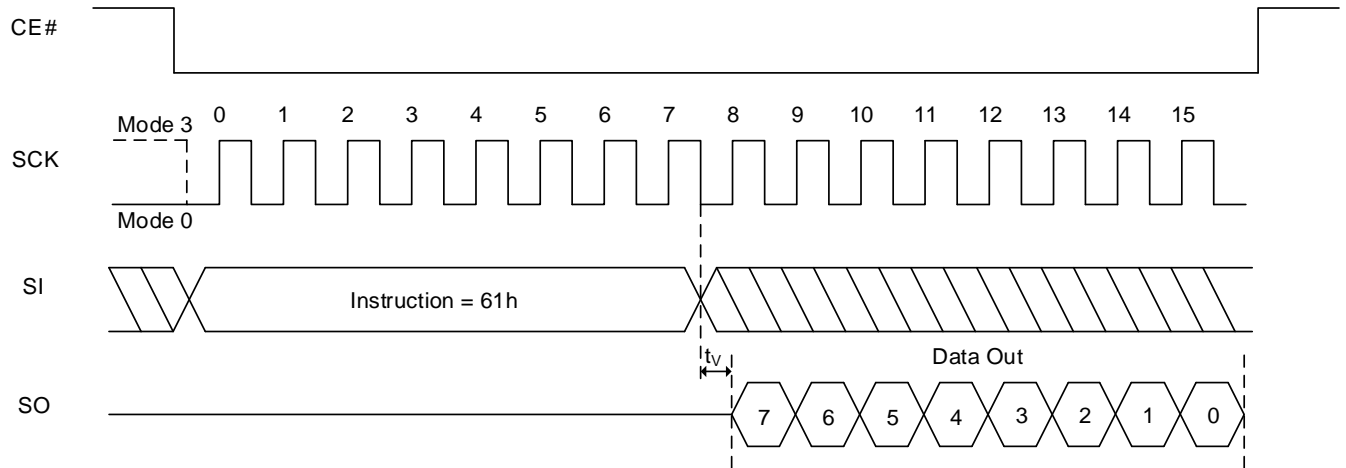 CE#
0 1 2 3 4 5 6 7 8 9 10 11 12 13 14 15
Mode 3
SCK
Mode 0
SI
Instruction = 61h
tV
Data Out
SO
7 6 5 4 3 2 1 0